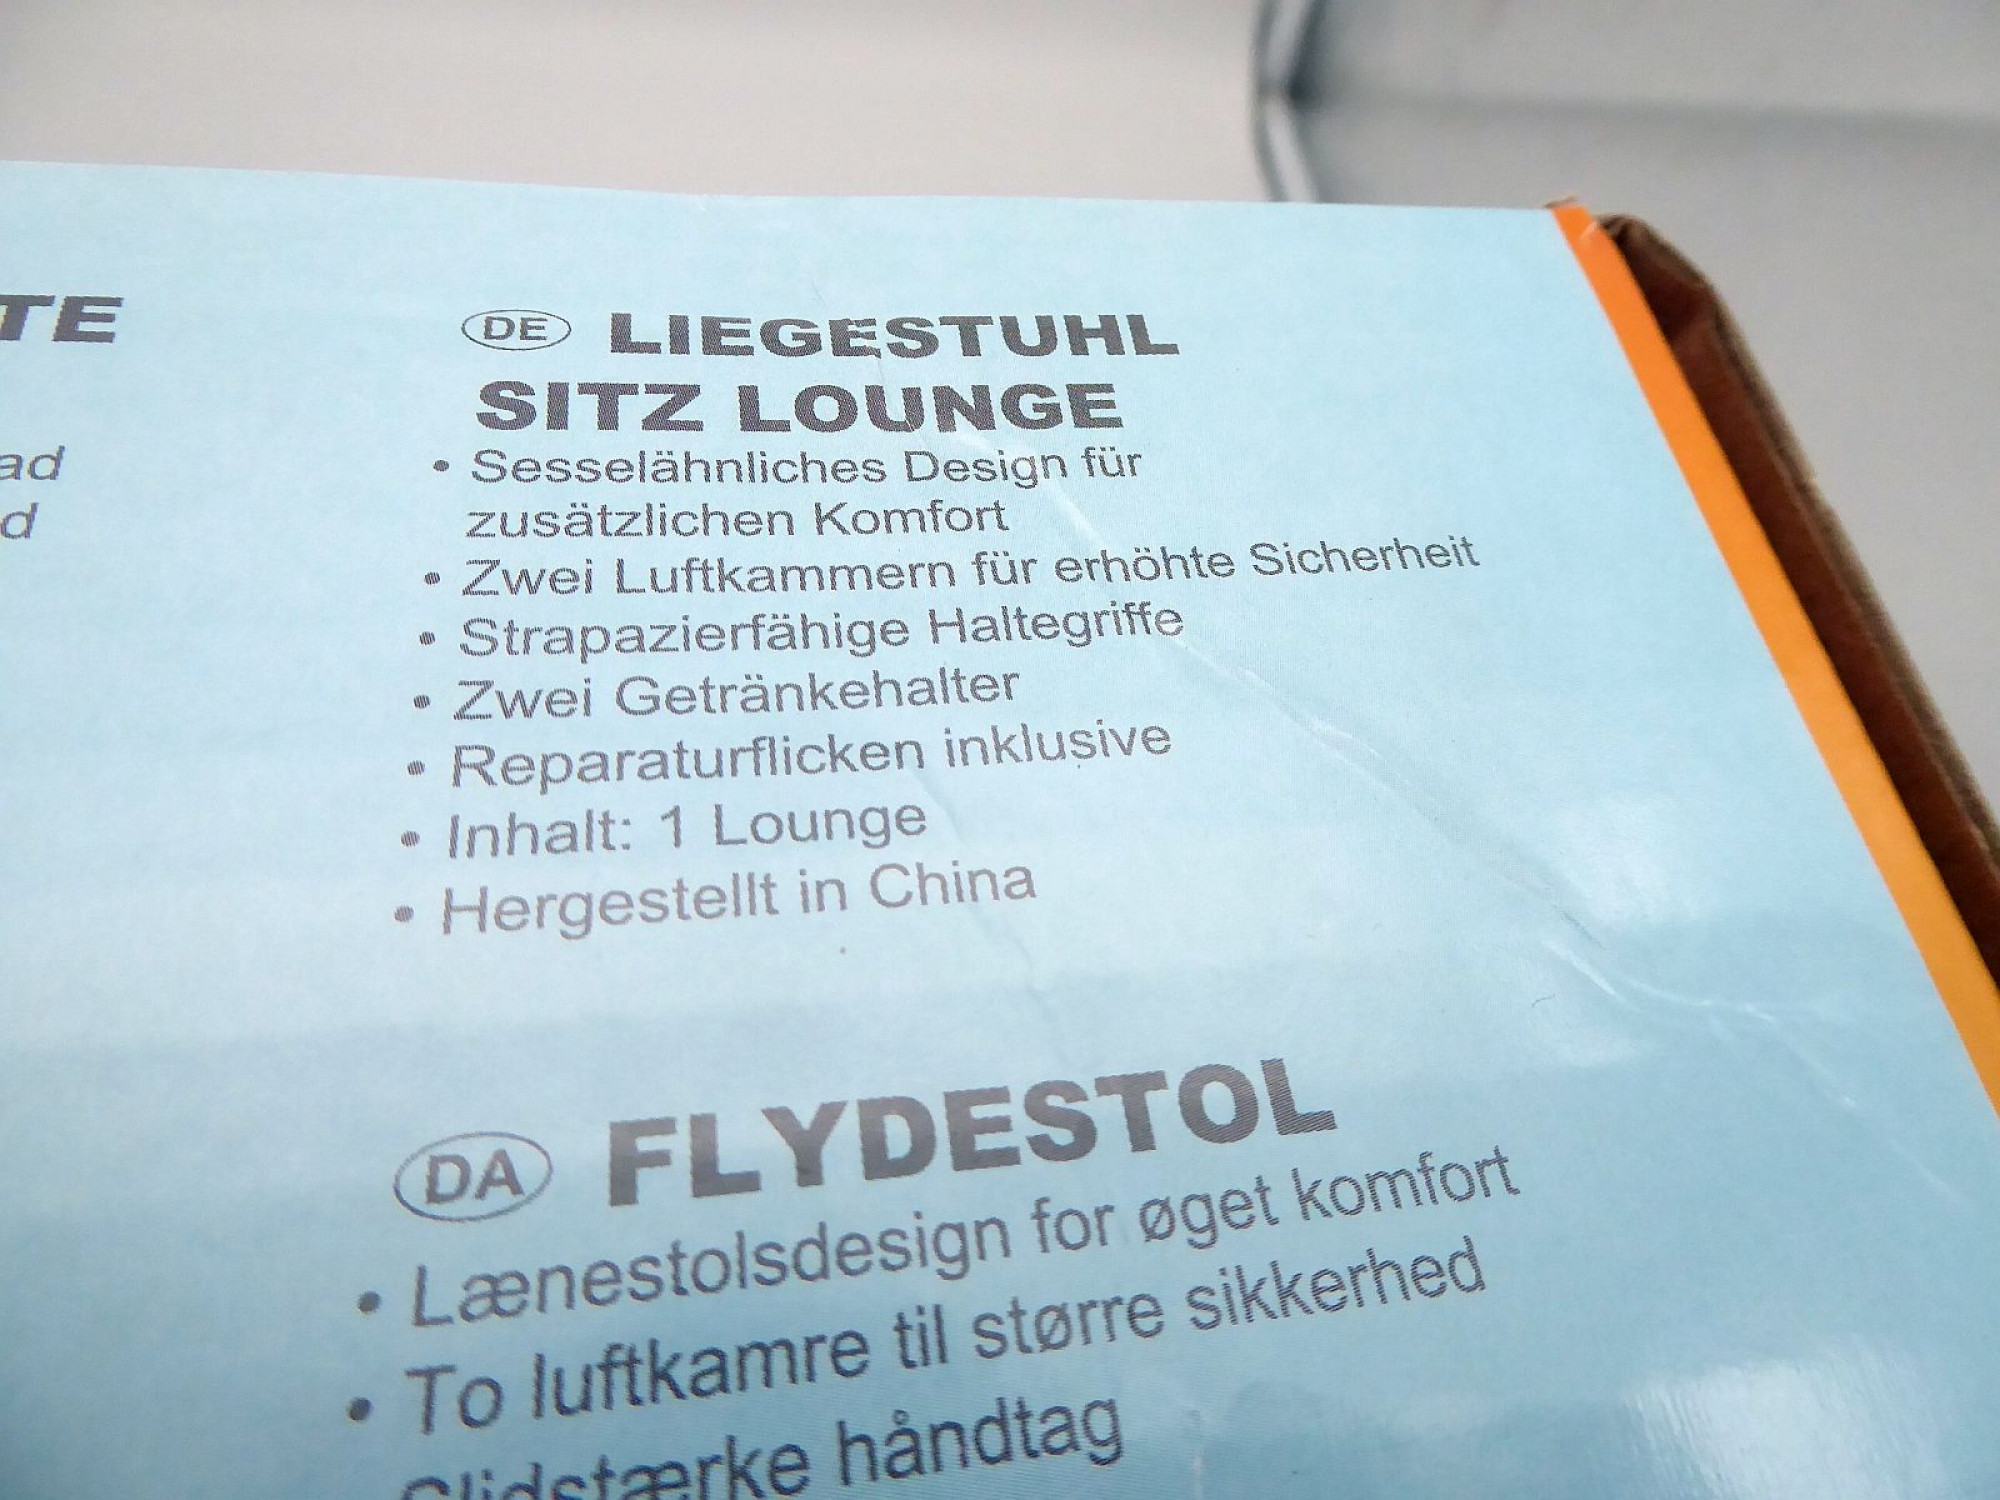 TE
ad
d
DE LIEGESTUHL
SITZ LOUNGE
• Sesselähnliches Design für
zusätzlichen Komfort
• Zwei Luftkammern für erhöhte Sicherheit
• Strapazierfähige Haltegriffe
• Zwei Getränkehalter
• Reparaturflicken inklusive
• Inhalt: 1 Lounge
• Hergestellt in China
DA FLYDESTOL
• Lænestolsdesign for øget komfort
• To luftkamre til større sikkerhed
Slidstærke håndtag